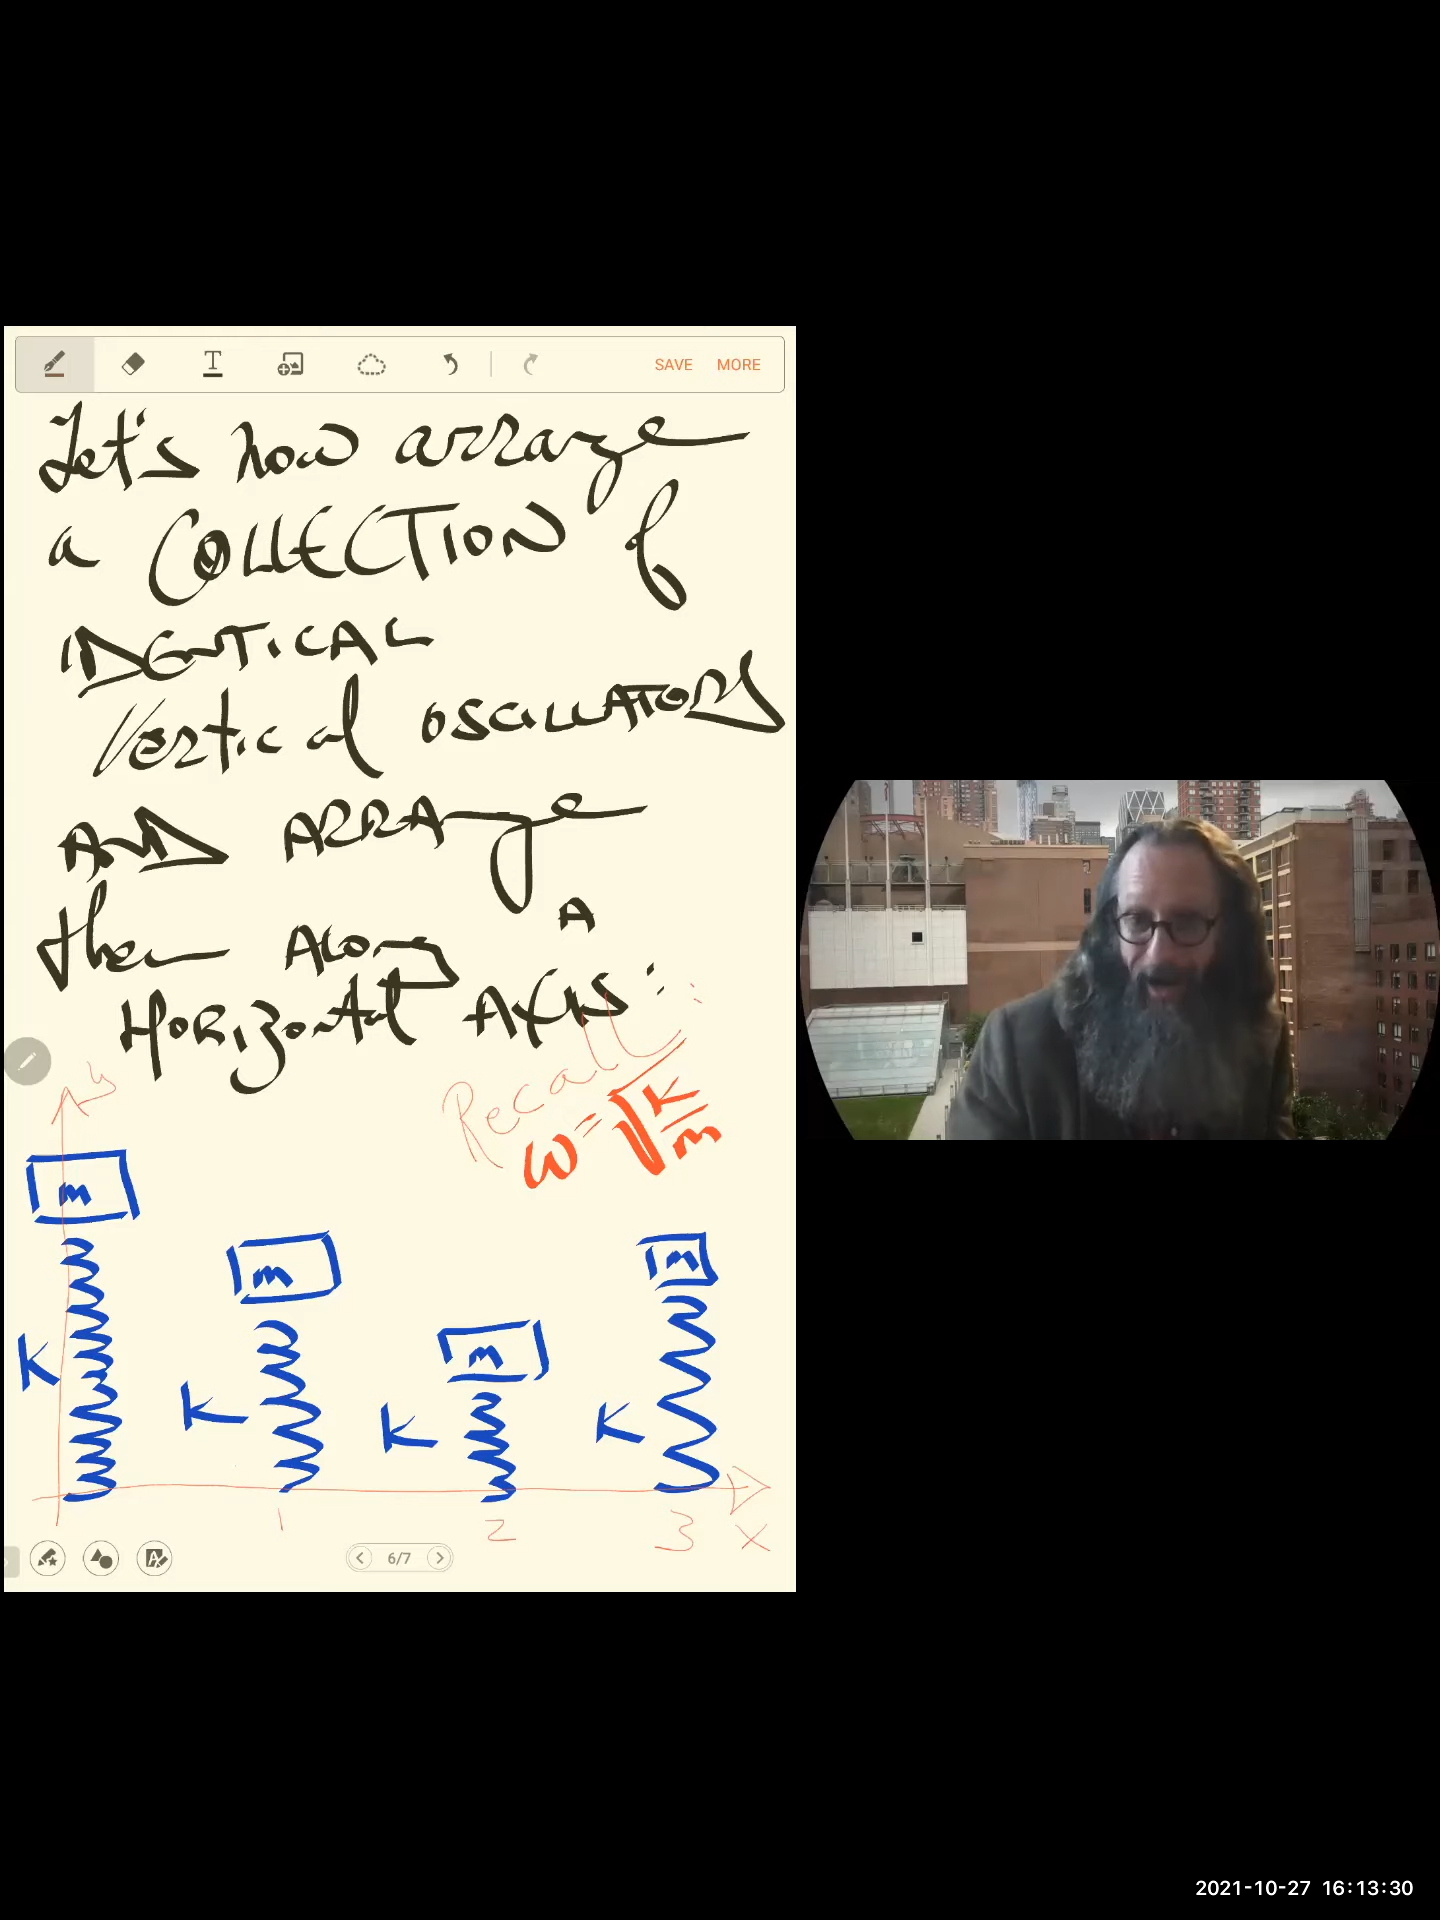 SAVE MORE
Let's now arrange
a COLLECTION of
IDENTICAL
Vertical OSCILLATORY
AND ARRAnge
them Along A
HORIZontal AXIS:
Recall:
ω=√K/m
y
m
m
m
m
K
K
K
K
1 2 3 x
6/7
2021-10-27 16:13:30